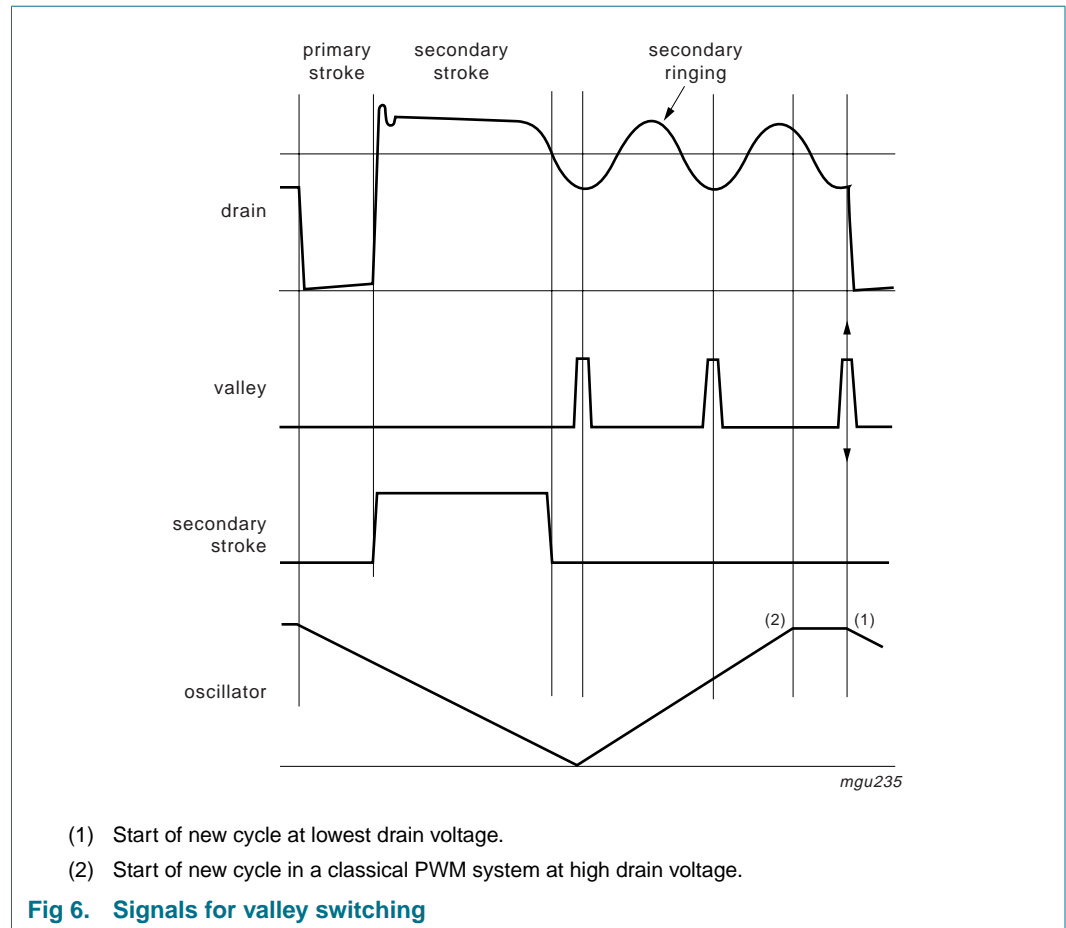 primary
stroke
secondary
stroke
secondary
ringing
drain
valley
secondary
stroke
(2)
(1)
oscillator
mgu235
(1) Start of new cycle at lowest drain voltage.
(2) Start of new cycle in a classical PWM system at high drain voltage.
Fig 6. Signals for valley switching